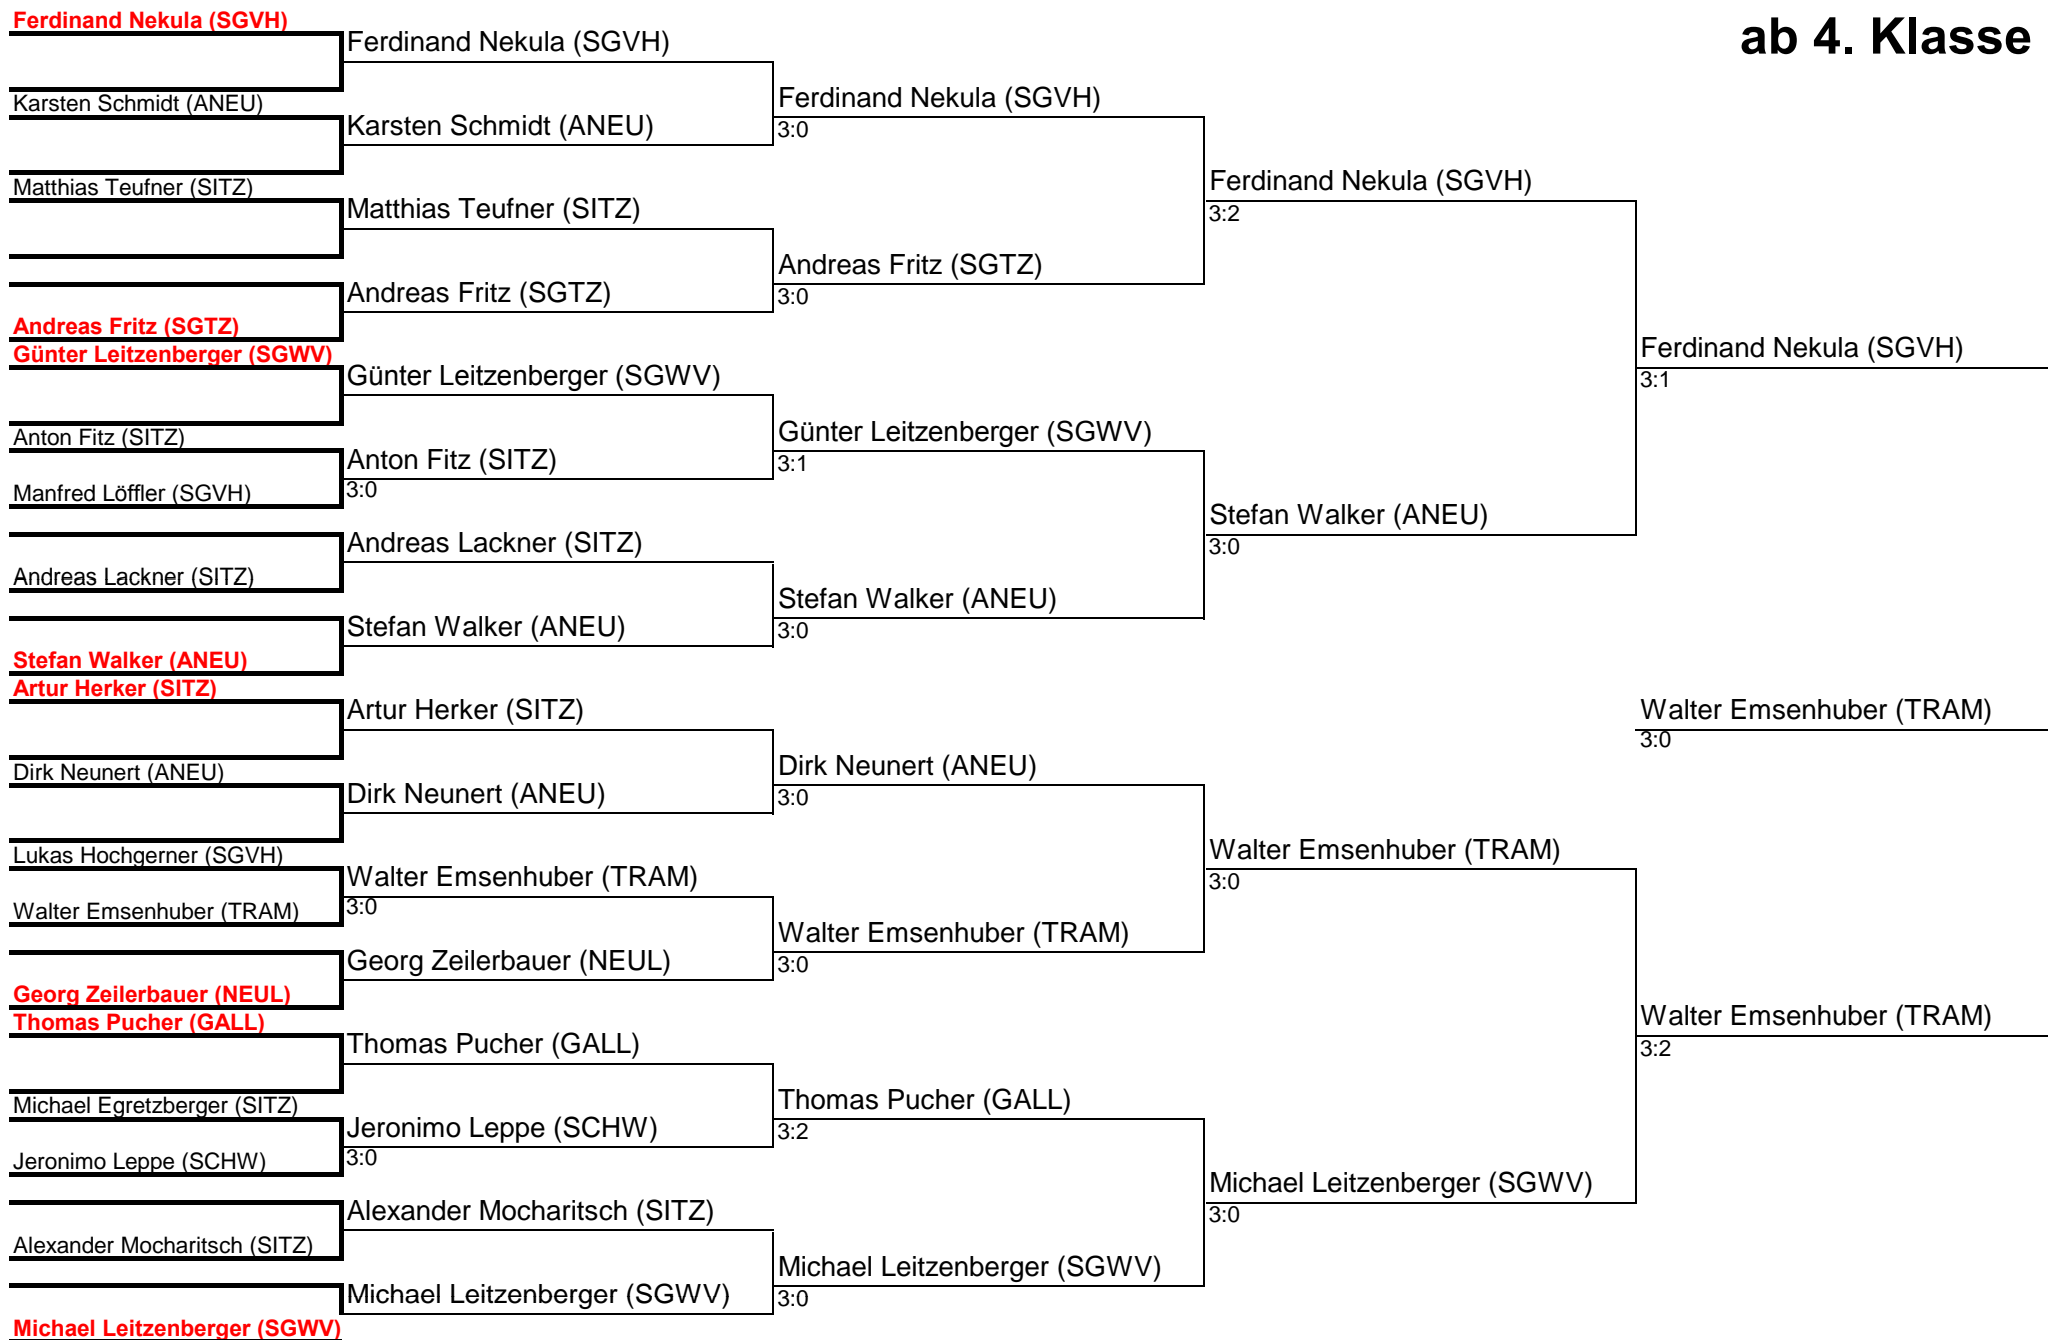 ab 4. Klasse
Ferdinand Nekula (SGVH)
Karsten Schmidt (ANEU)
Matthias Teufner (SITZ)
Andreas Fritz (SGTZ)
Günter Leitzenberger (SGWV)
Anton Fitz (SITZ)
Manfred Löffler (SGVH)
Andreas Lackner (SITZ)
Stefan Walker (ANEU)
Artur Herker (SITZ)
Dirk Neunert (ANEU)
Lukas Hochgerner (SGVH)
Walter Emsenhuber (TRAM)
Georg Zeilerbauer (NEUL)
Thomas Pucher (GALL)
Michael Egretzberger (SITZ)
Jeronimo Leppe (SCHW)
Alexander Mocharitsch (SITZ)
Michael Leitzenberger (SGWV)
Ferdinand Nekula (SGVH)
Karsten Schmidt (ANEU)
Matthias Teufner (SITZ)
Andreas Fritz (SGTZ)
Günter Leitzenberger (SGWV)
Anton Fitz (SITZ)
3:0
Andreas Lackner (SITZ)
Stefan Walker (ANEU)
Artur Herker (SITZ)
Dirk Neunert (ANEU)
Walter Emsenhuber (TRAM)
3:0
Georg Zeilerbauer (NEUL)
Thomas Pucher (GALL)
Jeronimo Leppe (SCHW)
3:0
Alexander Mocharitsch (SITZ)
Michael Leitzenberger (SGWV)
Ferdinand Nekula (SGVH)
3:0
Andreas Fritz (SGTZ)
3:0
Günter Leitzenberger (SGWV)
3:1
Stefan Walker (ANEU)
3:0
Dirk Neunert (ANEU)
3:0
Walter Emsenhuber (TRAM)
3:0
Thomas Pucher (GALL)
3:2
Michael Leitzenberger (SGWV)
3:0
Ferdinand Nekula (SGVH)
3:2
Stefan Walker (ANEU)
3:0
Walter Emsenhuber (TRAM)
3:0
Michael Leitzenberger (SGWV)
3:0
Ferdinand Nekula (SGVH)
3:1
Walter Emsenhuber (TRAM)
3:0
Walter Emsenhuber (TRAM)
3:2